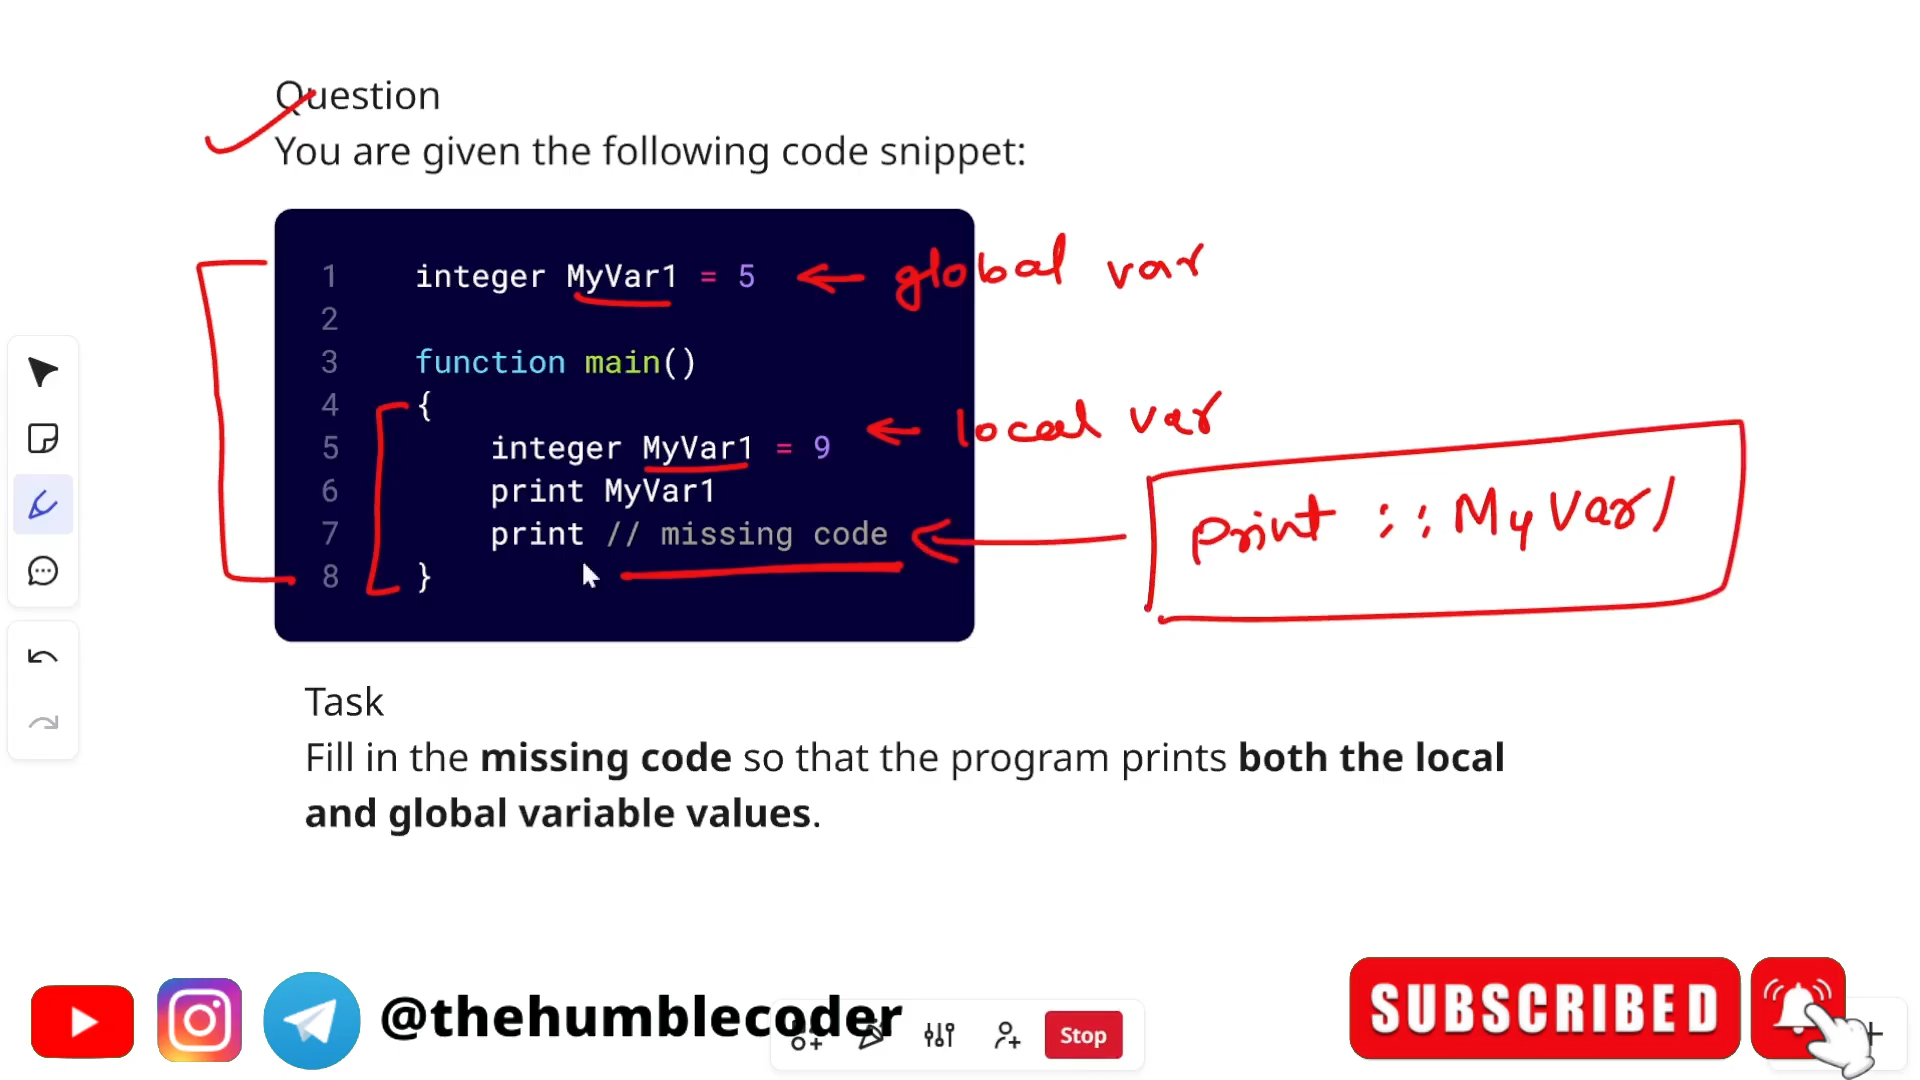 Question
You are given the following code snippet:
1 integer MyVar1 = 5 ← global var
2
3 function main()
4 {
5 integer MyVar1 = 9 ← local var
6 print MyVar1
7 print // missing code
8 }
print ::MyVar1
Task
Fill in the missing code so that the program prints both the local
and global variable values.
@thehumblecoder
Stop
SUBSCRIBED